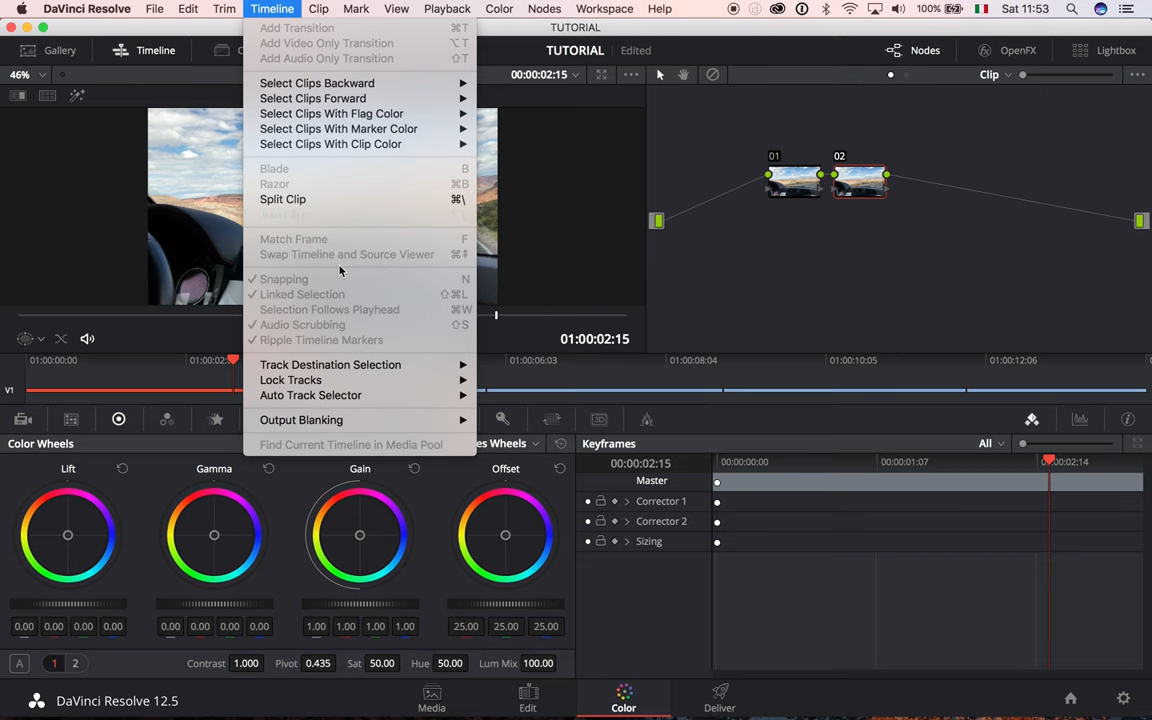 DaVinci Resolve File Edit Trim Timeline Clip Mark View Playback Color Nodes Workspace Help 100% Sat 11:53
TUTORIAL
Gallery Timeline C TUTORIAL Edited Nodes OpenFX Lightbox
46% 00:00:02:15 Clip
Add Transition ⌘T
Add Video Only Transition ⌥T
Add Audio Only Transition ⇧T
Select Clips Backward
Select Clips Forward
Select Clips With Flag Color
Select Clips With Marker Color
Select Clips With Clip Color
Blade B
Razor ⌘B
Split Clip ⌘\
Match Frame F
Swap Timeline and Source Viewer
✓ Snapping N
✓ Linked Selection ⇧⌘L
Selection Follows Playhead ⌘W
✓ Audio Scrubbing ⇧S
✓ Ripple Timeline Markers
Track Destination Selection
Lock Tracks
Auto Track Selector
Output Blanking
Find Current Timeline in Media Pool
01 02
01:00:02:15
01:00:00:00 01:00:02: 01:00:06:03 01:00:08:04 01:00:10:05 01:00:12:06
V1
Color Wheels es Wheels Keyframes All
Lift Gamma Gain Offset
00:00:02:15 00:00:00:00 00:00:01:07 00:00:02:14
Master
Corrector 1
Corrector 2
Sizing
0.00 0.00 0.00 0.00 0.00 0.00 0.00 0.00 1.00 1.00 1.00 1.00 25.00 25.00 25.00
A 1 2 Contrast 1.000 Pivot 0.435 Sat 50.00 Hue 50.00 Lum Mix 100.00
DaVinci Resolve 12.5 Media Edit Color Deliver